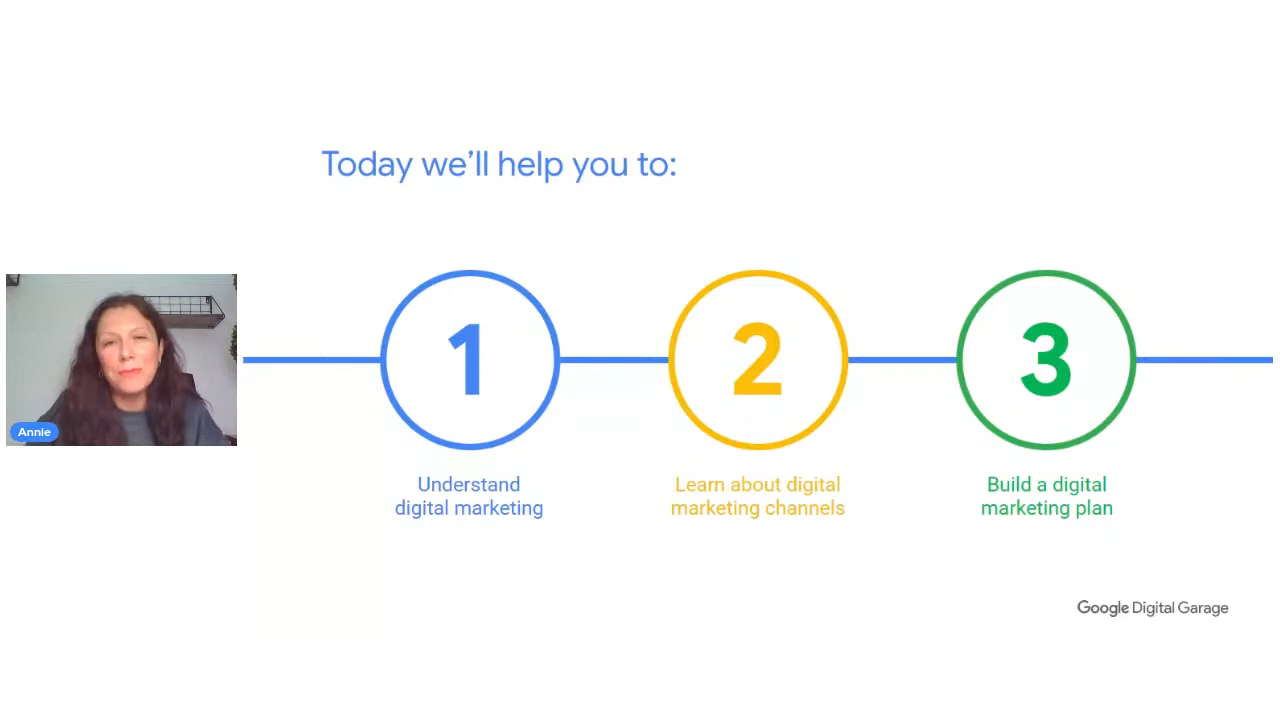 Today we'll help you to:
Annie
1
2
3
Understand
digital marketing
Learn about digital
marketing channels
Build a digital
marketing plan
Google Digital Garage